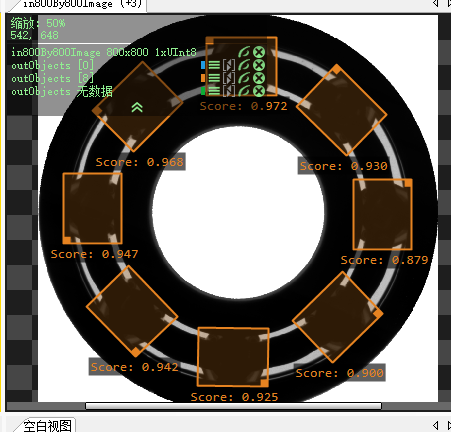 in800By800Image (+3)
缩放: 50%
542, 648
in800By800Image 800x800 1xUInt8
outObjects [0]
outObjects [8]
outObjects 无数据
Score: 0.972
Score: 0.968
Score: 0.930
Score: 0.947
Score: 0.879
Score: 0.942
Score: 0.900
Score: 0.925
空白视图